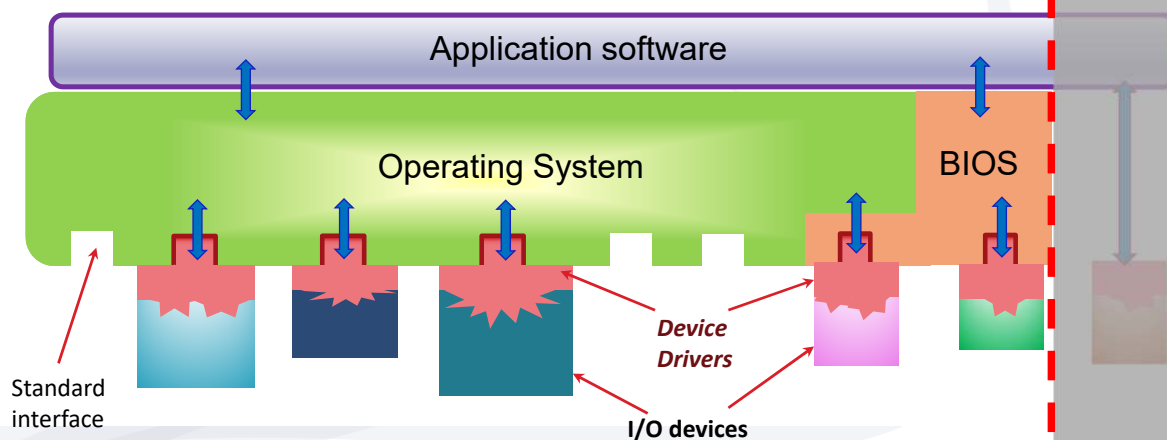 Application software
Operating System
BIOS
Device
Drivers
Standard
interface
I/O devices